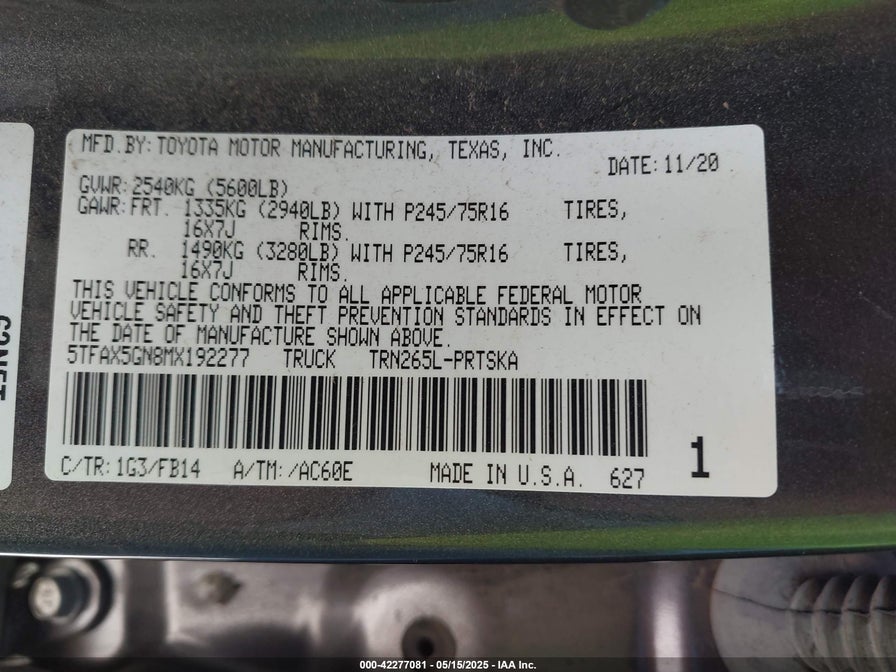 MFD.BY:TOYOTA MOTOR MANUFACTURING, TEXAS, INC.
DATE:11/20
GVWR:2540KG (5600LB)
GAWR:FRT. 1335KG (2940LB) WITH P245/75R16 TIRES,
16X7J RIMS.
RR. 1490KG (3280LB) WITH P245/75R16 TIRES,
16X7J RIMS.
THIS VEHICLE CONFORMS TO ALL APPLICABLE FEDERAL MOTOR
VEHICLE SAFETY AND THEFT PREVENTION STANDARDS IN EFFECT ON
THE DATE OF MANUFACTURE SHOWN ABOVE.
5TFAX5GN8MX192277 TRUCK TRN265L-PRTSKA
C/TR:1G3/FB14 A/TM:/AC60E MADE IN U.S.A. 627
1
000-42277081 - 05/15/2025 - IAA Inc.